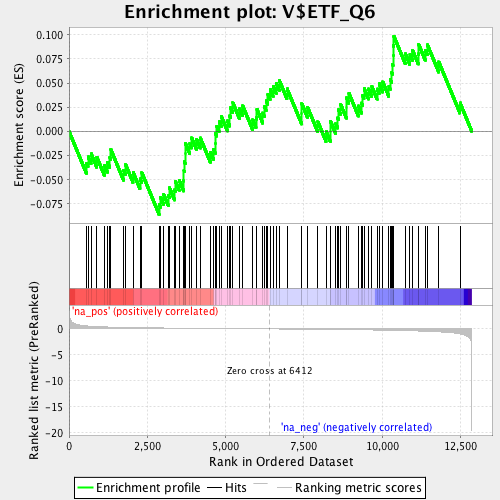 Enrichment plot: V$ETF_Q6
Enrichment score (ES)
0.100
0.075
0.050
0.025
0.000
-0.025
-0.050
-0.075
'na_pos' (positively correlated)
Ranked list metric (PreRanked)
0
-5
-10
-15
-20
Zero cross at 6412
'na_neg' (negatively correlated)
0
2,500
5,000
7,500
10,000
12,500
Rank in Ordered Dataset
Enrichment profile
Hits
Ranking metric scores